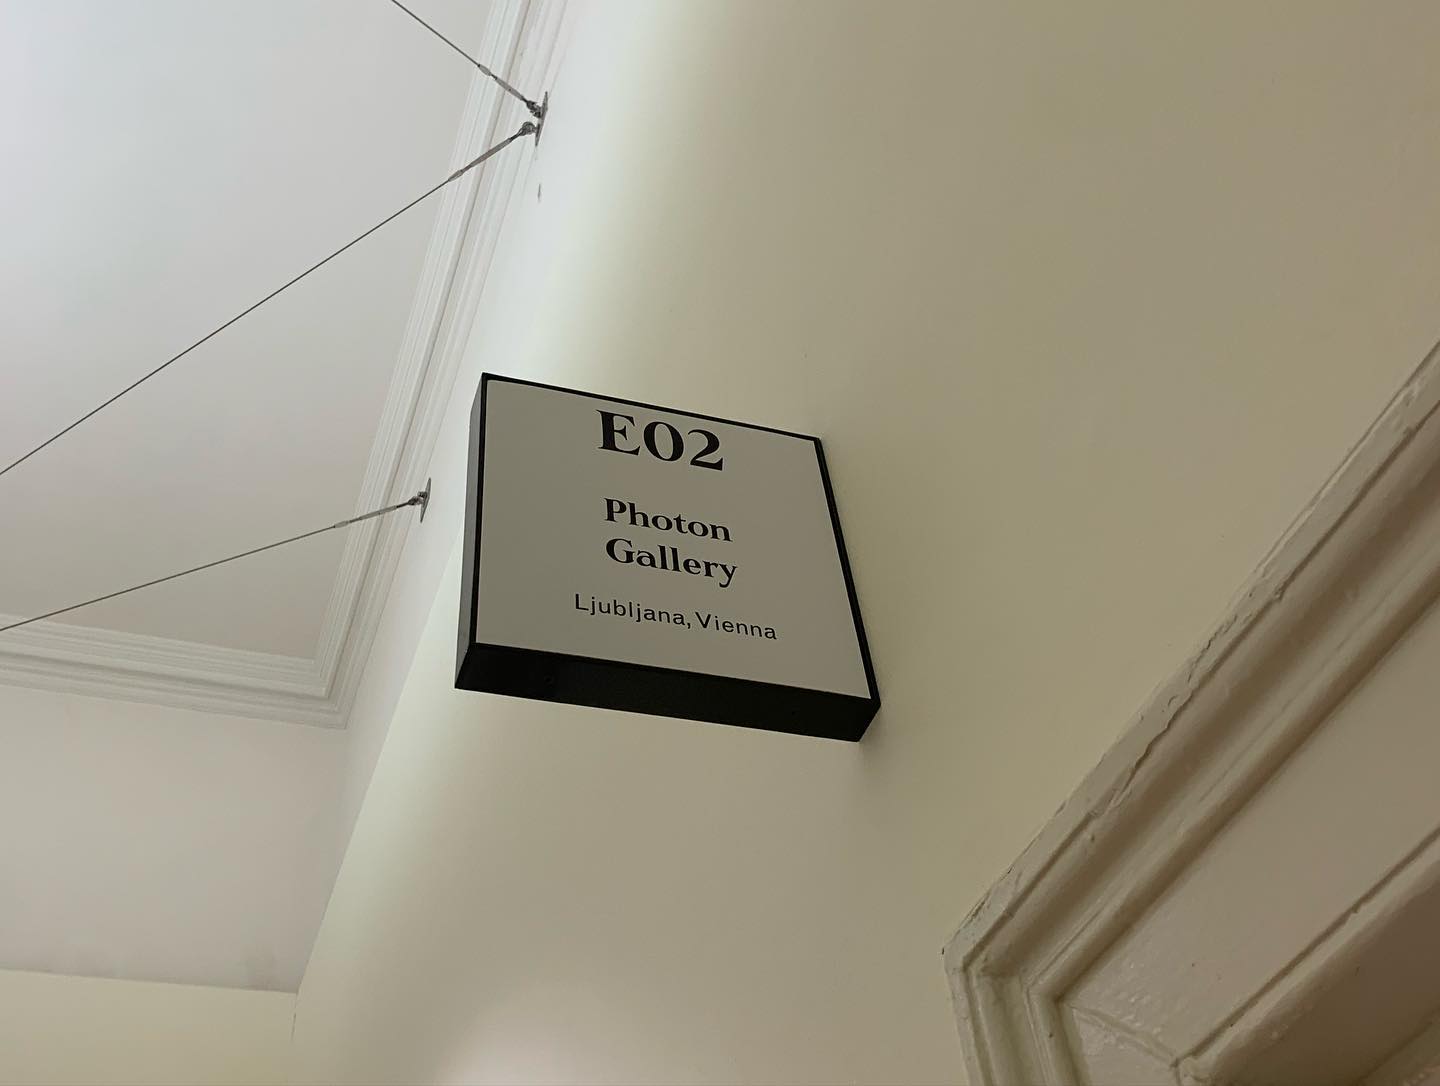 E02
Photon
Gallery
Ljubljana, Vienna